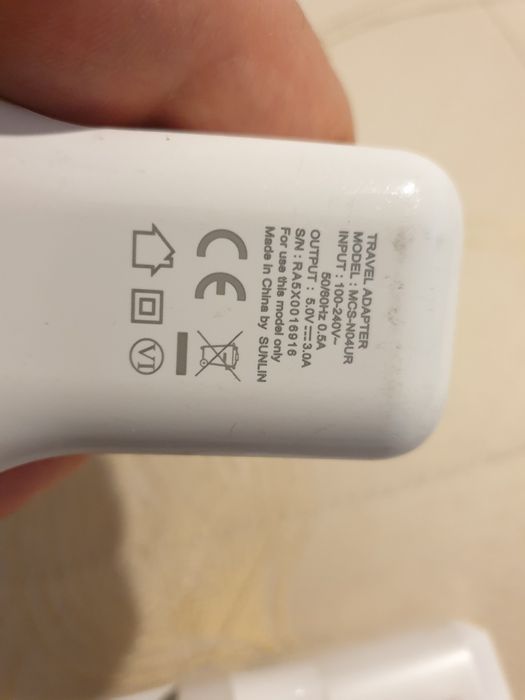 TRAVEL ADAPTER
MODEL : MCS-N04UR
INPUT : 100-240V~
50/60Hz 0.5A
OUTPUT : 5.0V⎓3.0A
S/N : RA5X0016916
For use this model only
Made in China by SUNLIN
CE
VI